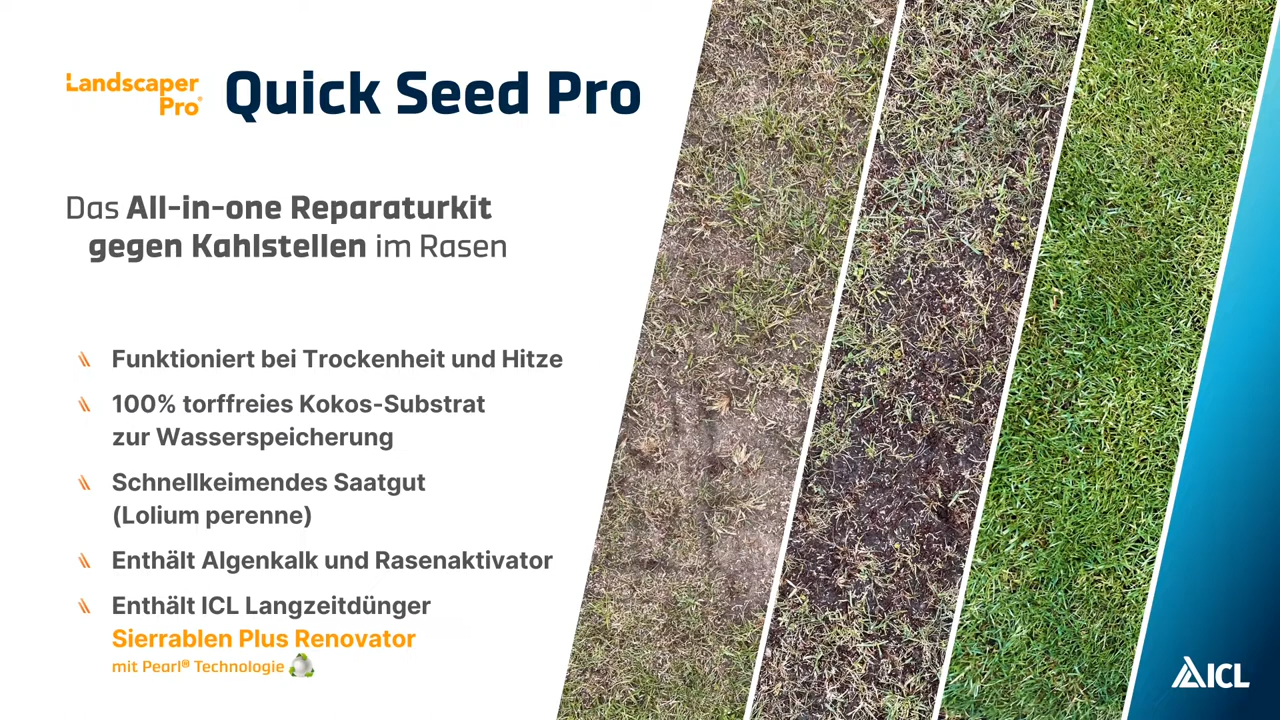 Landscaper
Pro®
Quick Seed Pro
Das All-in-one Reparaturkit
gegen Kahlstellen im Rasen
Funktioniert bei Trockenheit und Hitze
100% torffreies Kokos-Substrat
zur Wasserspeicherung
Schnellkeimendes Saatgut
(Lolium perenne)
Enthält Algenkalk und Rasenaktivator
Enthält ICL Langzeitdünger
Sierrablen Plus Renovator
mit Pearl® Technologie
ICL